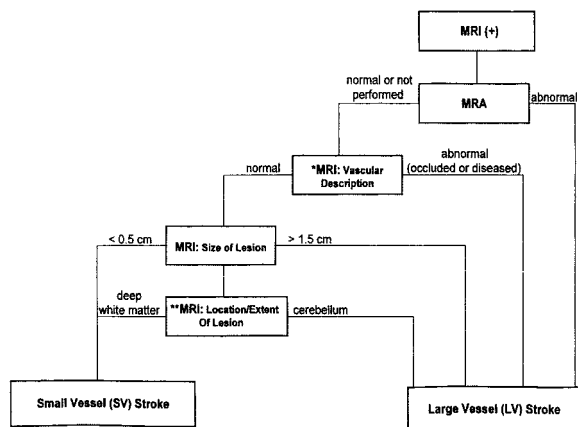 MRI (+)
normal or not
performed
MRA
abnormal
*MRI: Vascular
Description
normal
abnormal
(occluded or diseased)
< 0.5 cm
MRI: Size of Lesion
> 1.5 cm
deep
white matter
**MRI: Location/Extent
Of Lesion
cerebellum
Small Vessel (SV) Stroke
Large Vessel (LV) Stroke